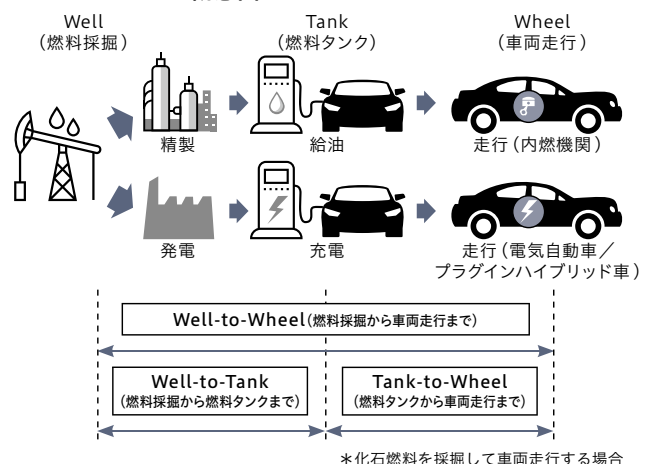 Well
（燃料採掘）
Tank
（燃料タンク）
Wheel
（車両走行）
精製
給油
走行（内燃機関）
発電
充電
走行（電気自動車／
プラグインハイブリッド車）
Well-to-Wheel（燃料採掘から車両走行まで）
Well-to-Tank
（燃料採掘から燃料タンクまで）
Tank-to-Wheel
（燃料タンクから車両走行まで）
＊化石燃料を採掘して車両走行する場合